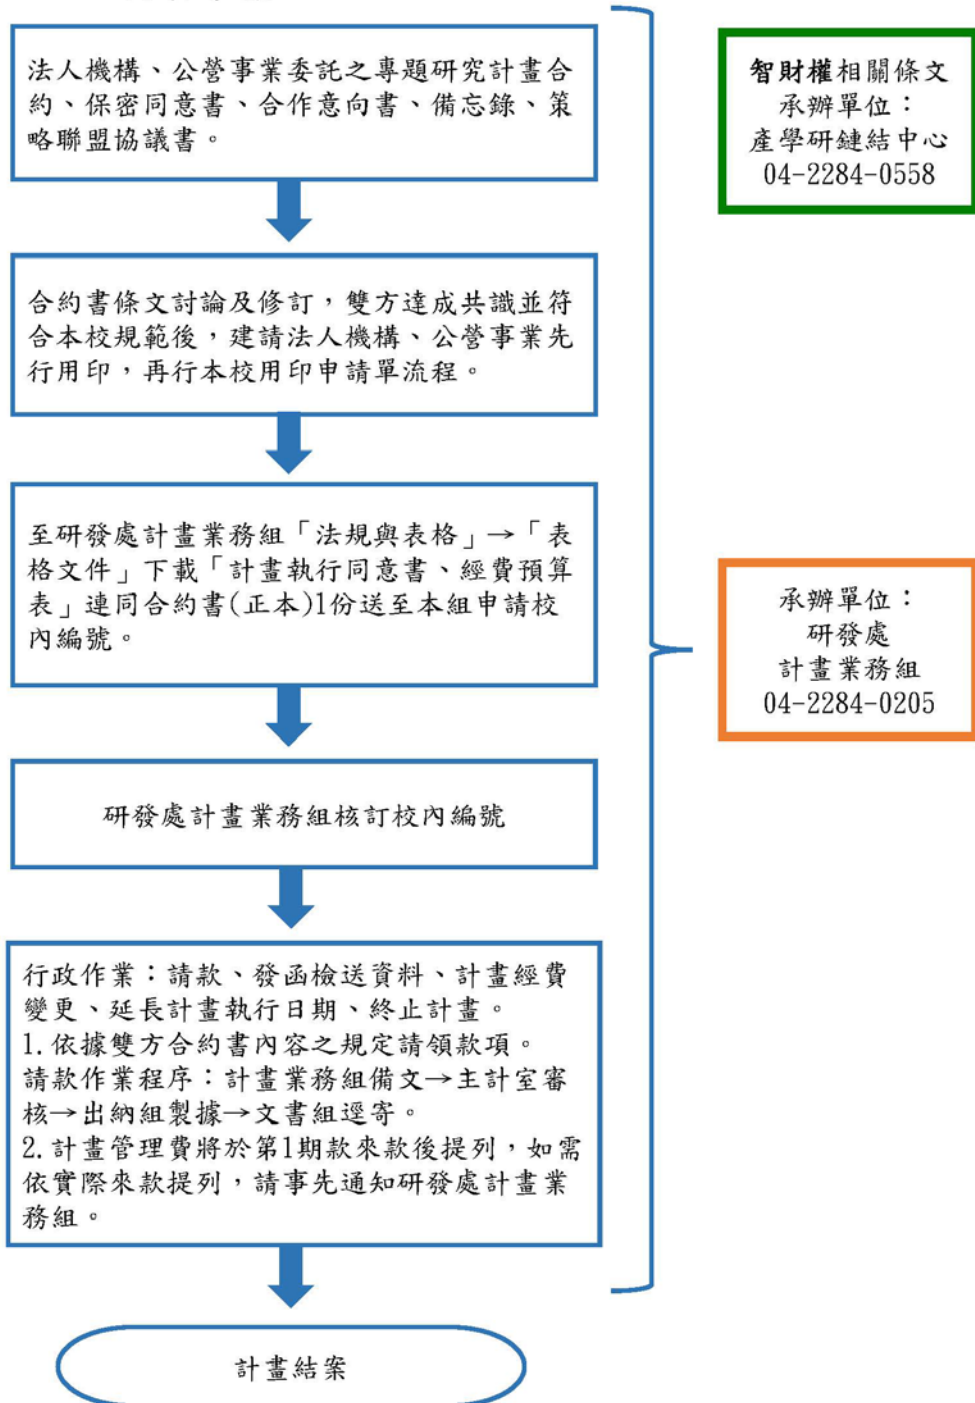 法人機構、公營事業委託之專題研究計畫合
約、保密同意書、合作意向書、備忘錄、策
略聯盟協議書。
合約書條文討論及修訂，雙方達成共識並符
合本校規範後，建請法人機構、公營事業先
行用印，再行本校用印申請單流程。
至研發處計畫業務組「法規與表格」→「表
格文件」下載「計畫執行同意書、經費預算
表」連同合約書(正本)1份送至本組申請校
內編號。
研發處計畫業務組核訂校內編號
行政作業：請款、發函檢送資料、計畫經費
變更、延長計畫執行日期、終止計畫。
1.依據雙方合約書內容之規定請領款項。
請款作業程序：計畫業務組備文→主計室審
核→出納組製據→文書組逕寄。
2.計畫管理費將於第1期款來款後提列，如需
依實際來款提列，請事先通知研發處計畫業
務組。
計畫結案
智財權相關條文
承辦單位：
產學研鏈結中心
04-2284-0558
承辦單位：
研發處
計畫業務組
04-2284-0205